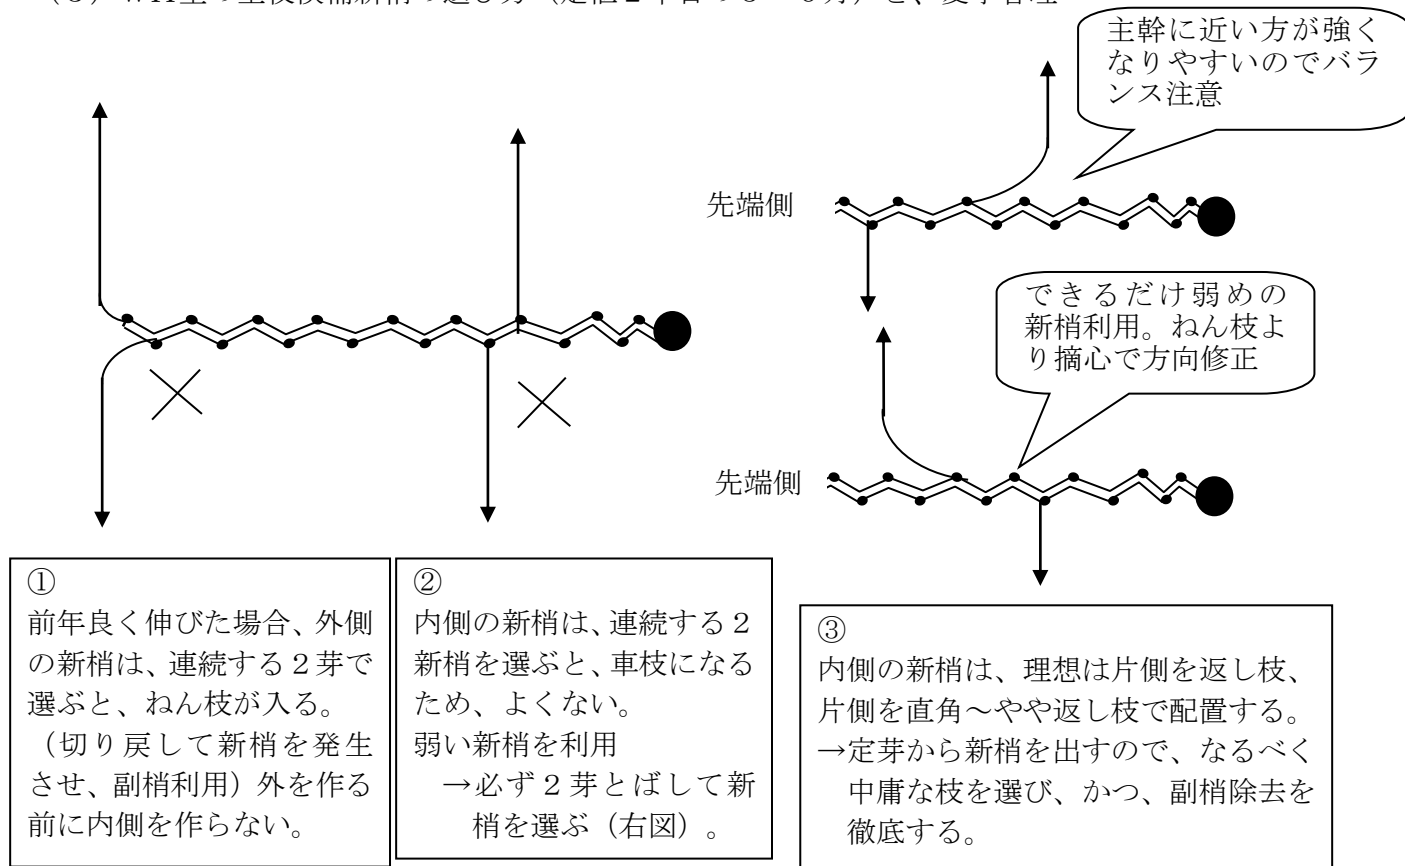 主幹に近い方が強く
なりやすいのでバラ
ンス注意
先端側
できるだけ弱めの
新梢利用。ねん枝よ
り摘心で方向修正
先端側
①
前年良く伸びた場合、外側
の新梢は、連続する２芽で
選ぶと、ねん枝が入る。
（切り戻して新梢を発生
させ、副梢利用）外を作る
前に内側を作らない。
②
内側の新梢は、連続する２
新梢を選ぶと、車枝になる
ため、よくない。
弱い新梢を利用
→必ず２芽とばして新
梢を選ぶ（右図）。
③
内側の新梢は、理想は片側を返し枝、
片側を直角～やや返し枝で配置する。
→定芽から新梢を出すので、なるべく
中庸な枝を選び、かつ、副梢除去を
徹底する。